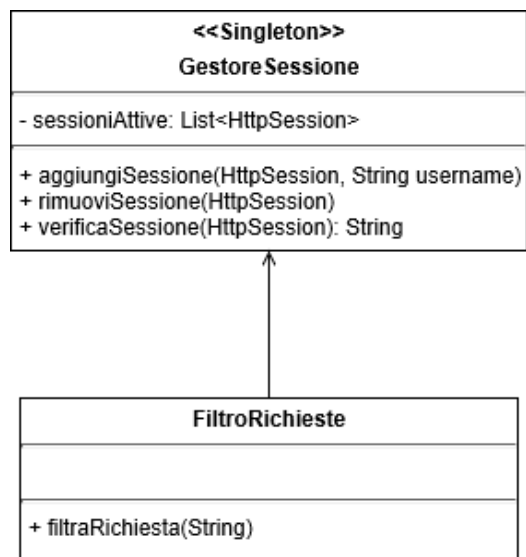 <<Singleton>>
GestoreSessione
- sessioniAttive: List<HttpSession>
+ aggiungiSessione(HttpSession, String username)
+ rimuoviSessione(HttpSession)
+ verificaSessione(HttpSession): String
FiltroRichieste
+ filtraRichiesta(String)